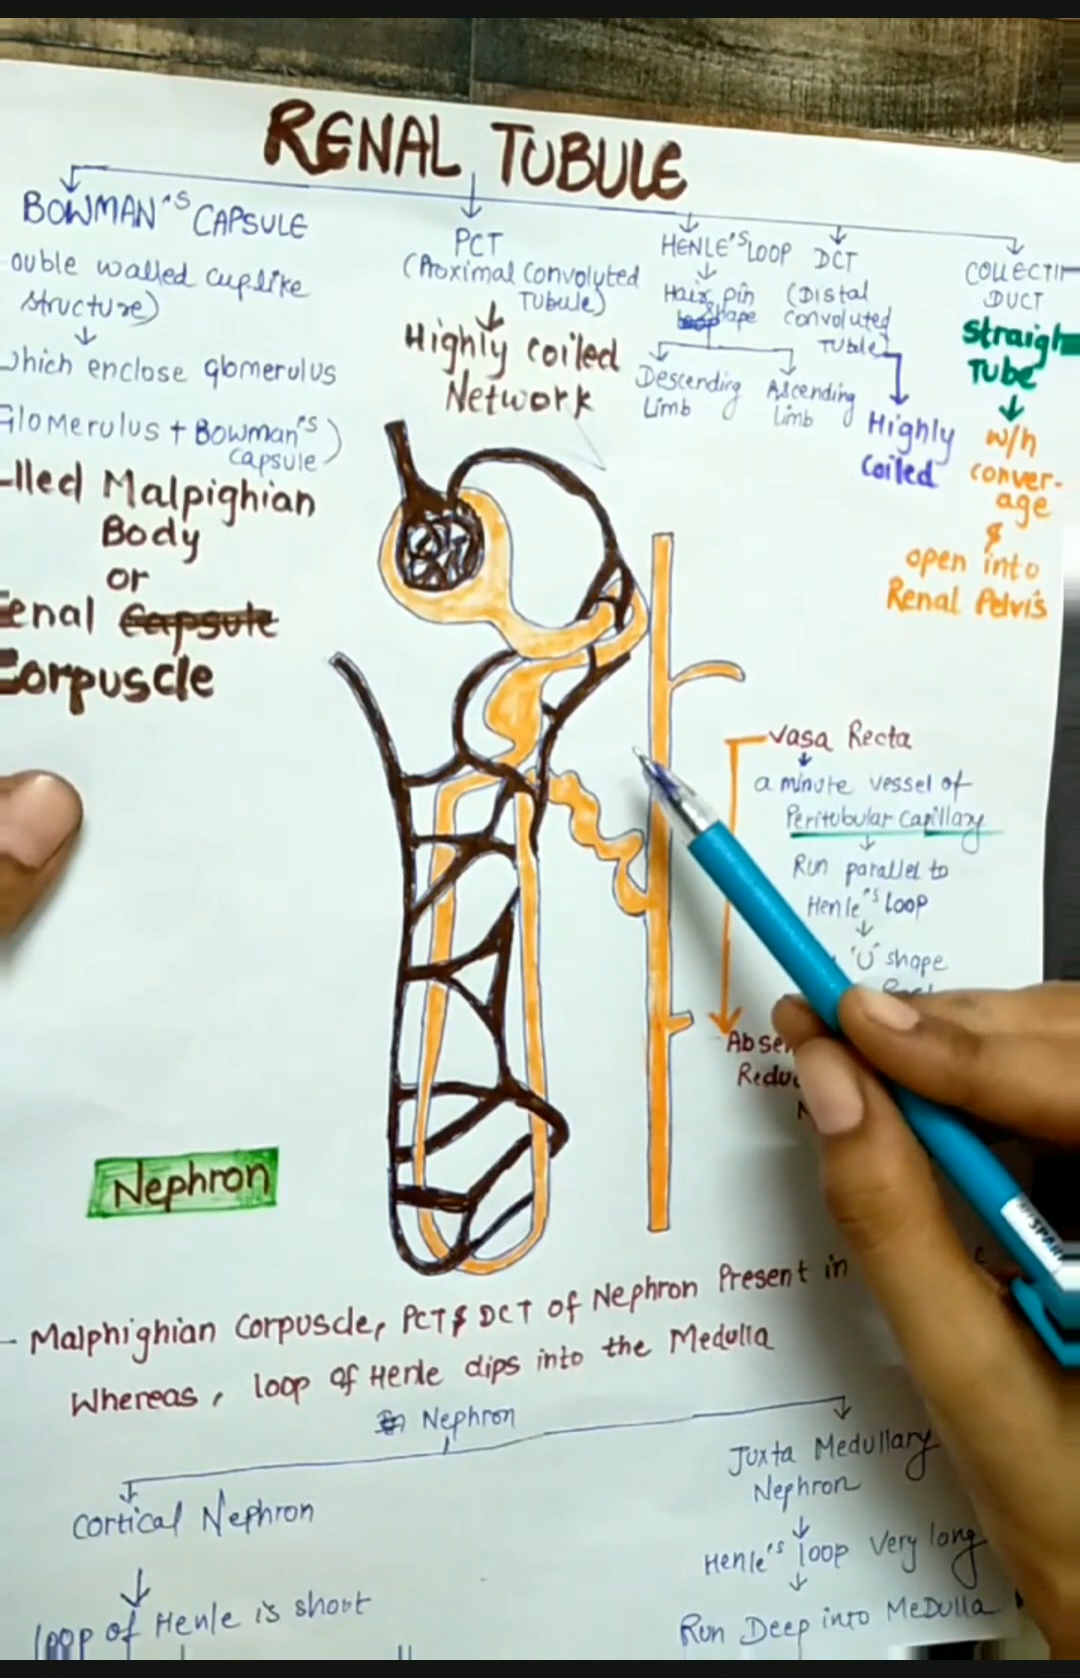 RENAL TUBULE
BOWMAN'S CAPSULE
ouble walled cuplike
structure)
which enclose glomerulus
Glomerulus + Bowman's
capsule)
lled Malpighian
Body
or
enal Capsule
Corpuscle
PCT
(Proximal Convoluted
Tubule)
Highly coiled
Network
HENLE'S LOOP
Hair pin
loop shape
Descending
Limb
Ascending
Limb
DCT
(Distal
convoluted
Tubule)
Highly
Coiled
COLLECTI
DUCT
Straigh
Tube
w/h
conver-
age
&
open into
Renal Pelvis
Vasa Recta
a minute vessel of
Peritubular Capillary
Run parallel to
Henle's Loop
'U' shape
Abse
Redu
Nephron
- Malphighian Corpuscle, PCT & DCT of Nephron Present in
Whereas, loop of Henle dips into the Medulla
Nephron
Cortical Nephron
loop of Henle is short
Juxta Medullary
Nephron
Henle's loop Very long
Run Deep into MeDulla